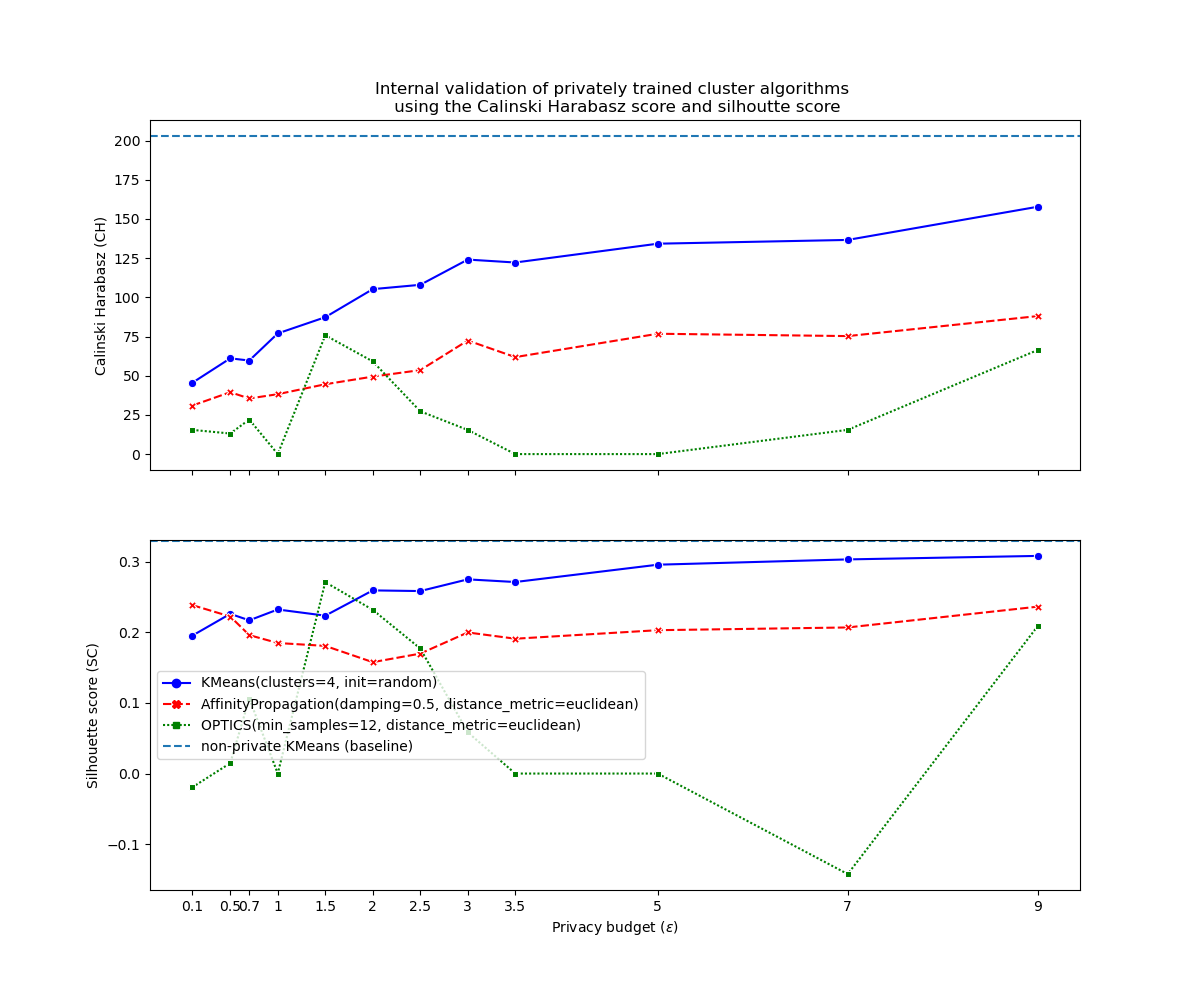 Internal validation of privately trained cluster algorithms
using the Calinski Harabasz score and silhoutte score
Calinski Harabasz (CH)
200
175
150
125
100
75
50
25
0
Silhouette score (SC)
0.3
0.2
0.1
0.0
−0.1
KMeans(clusters=4, init=random)
AffinityPropagation(damping=0.5, distance_metric=euclidean)
OPTICS(min_samples=12, distance_metric=euclidean)
non-private KMeans (baseline)
0.1 0.5 0.7 1 1.5 2 2.5 3 3.5 5 7 9
Privacy budget (ε)